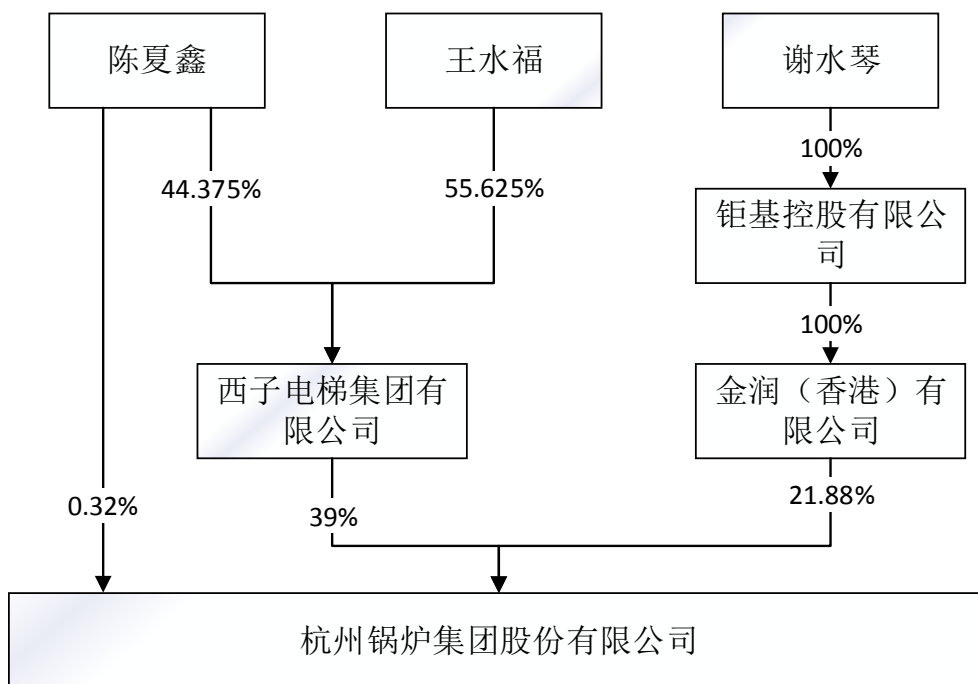 陈夏鑫
王水福
谢水琴
100%
44.375%
55.625%
钜基控股有限公
司
100%
西子电梯集团有
限公司
金润（香港）有
限公司
0.32%
39%
21.88%
杭州锅炉集团股份有限公司